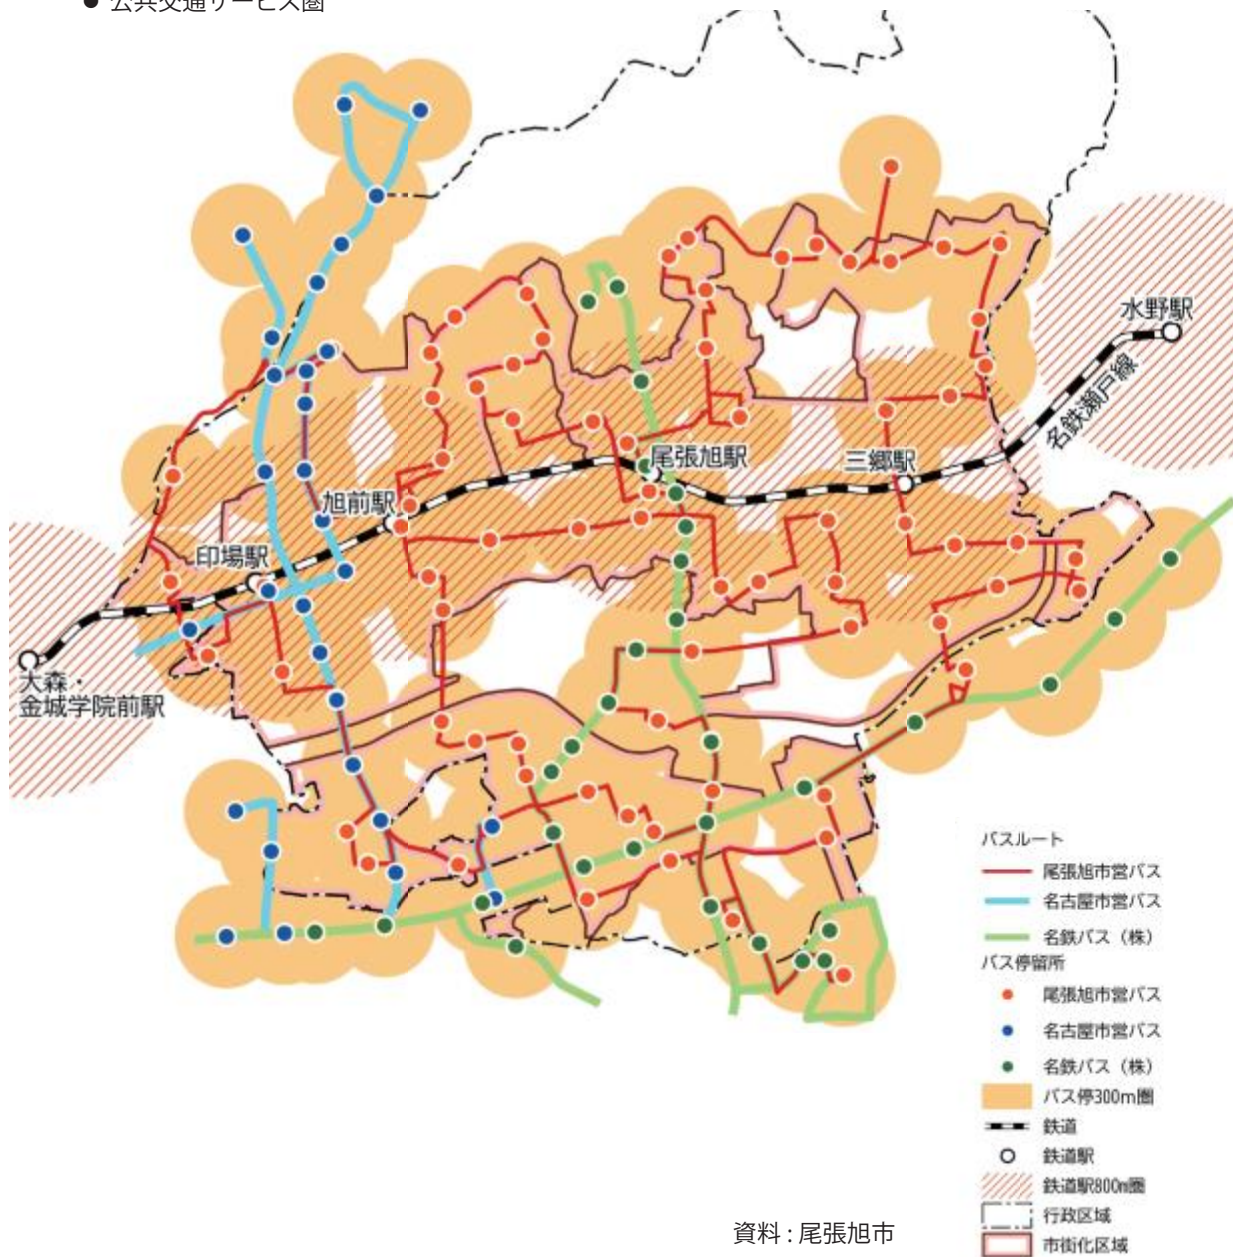 ● 公共交通サービス圏
水野駅
名鉄瀬戸線
尾張旭駅
三郷駅
旭前駅
印場駅
大森・
金城学院前駅
バスルート
尾張旭市営バス
名古屋市営バス
名鉄バス（株）
バス停留所
尾張旭市営バス
名古屋市営バス
名鉄バス（株）
バス停300m圏
鉄道
鉄道駅
鉄道駅800m圏
行政区域
市街化区域
資料：尾張旭市